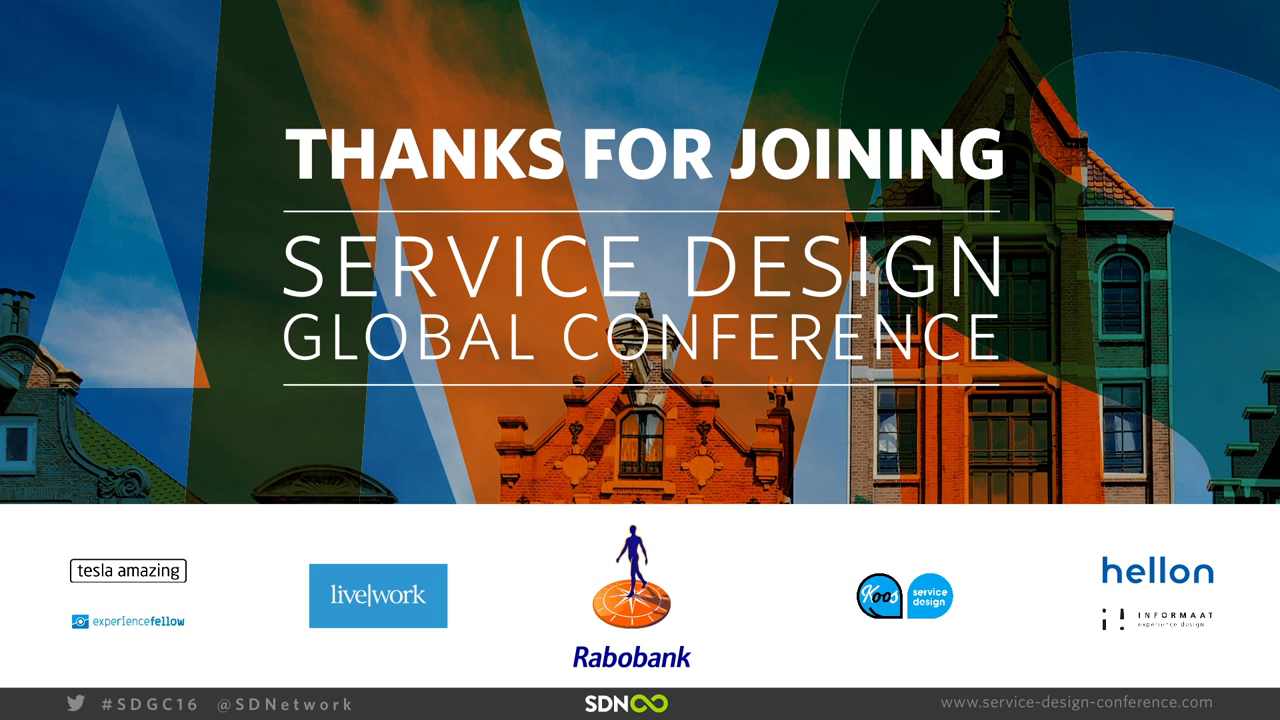 THANKS FOR JOINING
SERVICE DESIGN
GLOBAL CONFERENCE
tesla amazing
experiencefellow
live|work
Rabobank
Koos
service
design
hellon
INFORMAAT
experience design
#SDGC16 @SDNetwork
SDN
www.service-design-conference.com